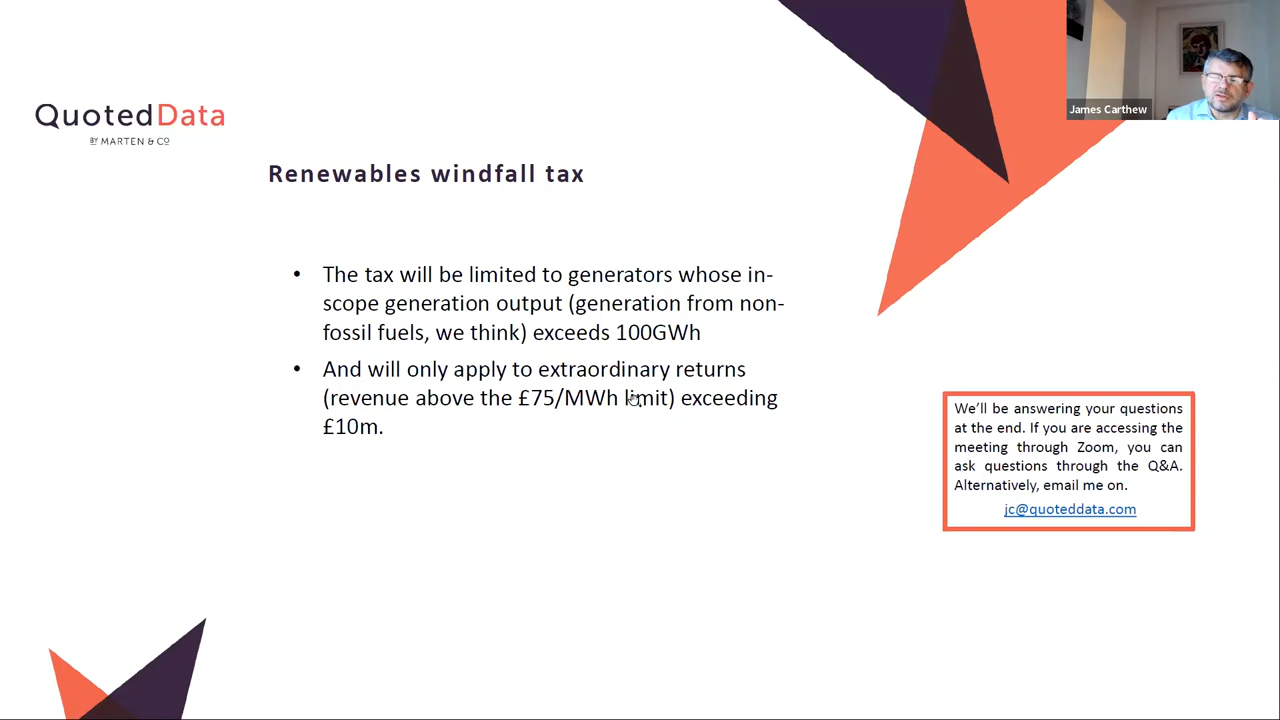 James Carthew
QuotedData
BY MARTEN & CO
Renewables windfall tax
• The tax will be limited to generators whose in-
scope generation output (generation from non-
fossil fuels, we think) exceeds 100GWh
• And will only apply to extraordinary returns
(revenue above the £75/MWh limit) exceeding
£10m.
We’ll be answering your questions
at the end. If you are accessing the
meeting through Zoom, you can
ask questions through the Q&A.
Alternatively, email me on.
jc@quoteddata.com